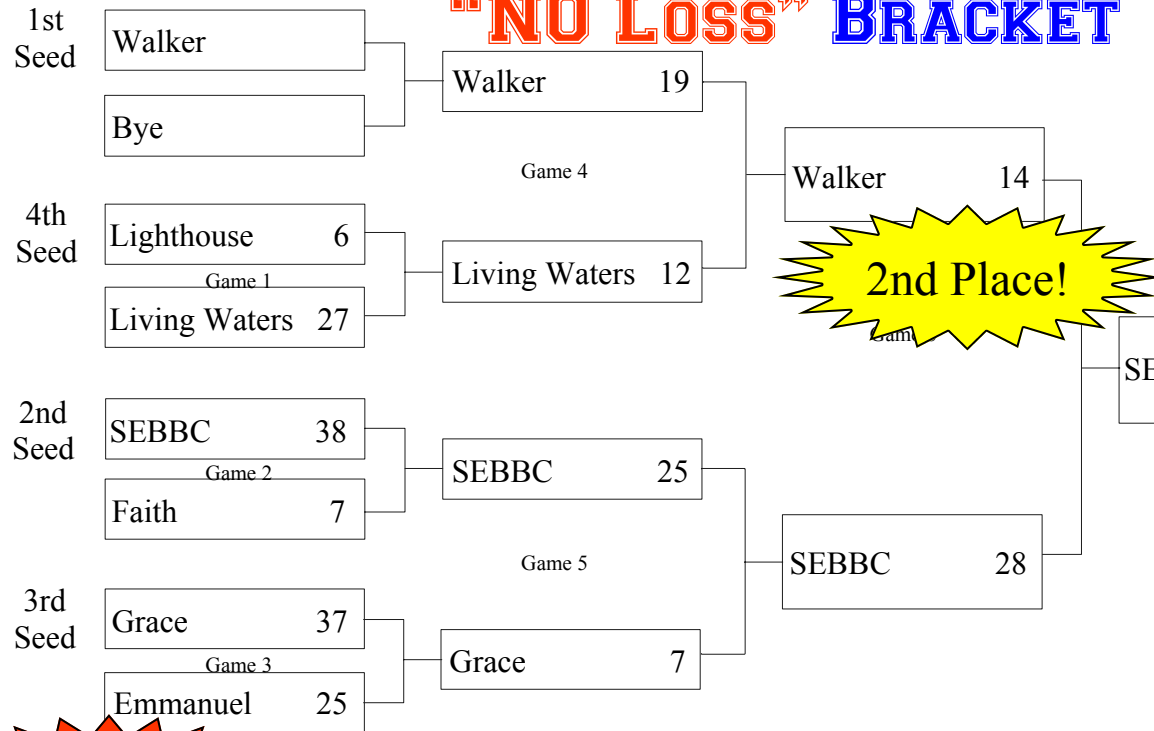 "NO LOSS" BRACKET
1st
Seed
Walker
Bye
Walker 19
Game 4
Walker 14
4th
Seed
Lighthouse 6
Game 1
Living Waters 27
Living Waters 12
2nd Place!
SE
2nd
Seed
SEBBC 38
Game 2
Faith 7
SEBBC 25
Game 5
SEBBC 28
3rd
Seed
Grace 37
Game 3
Emmanuel 25
Grace 7